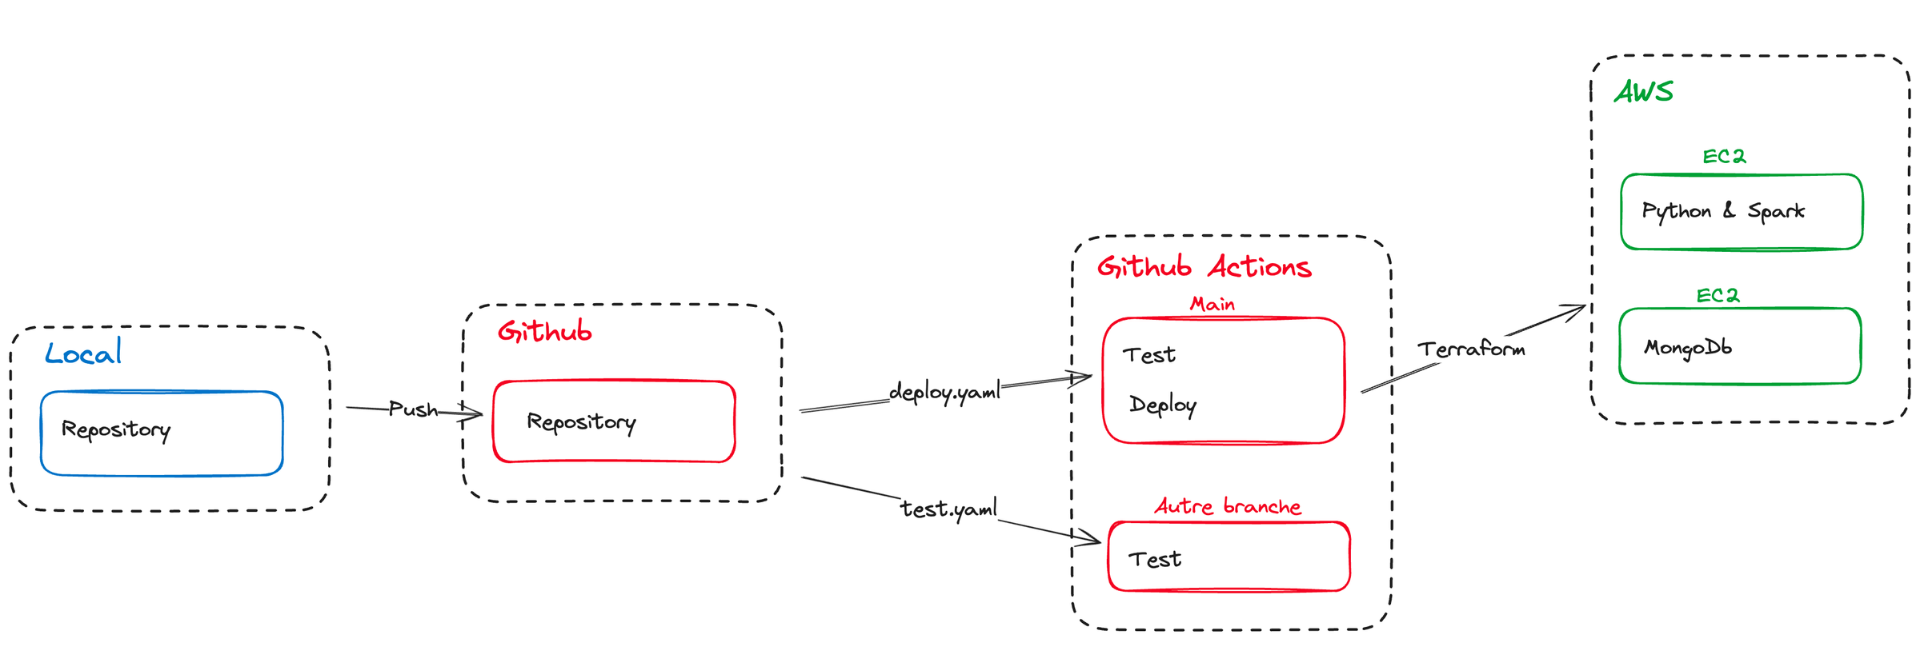 Local
Repository
Push
Github
Repository
deploy.yaml
test.yaml
Github Actions
Main
Test
Deploy
Autre branche
Test
Terraform
AWS
EC2
Python & Spark
EC2
MongoDb